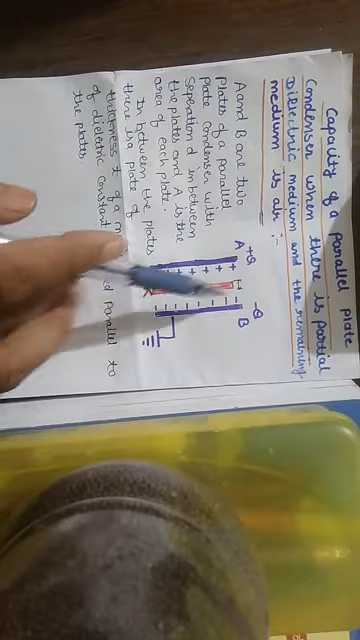 Capacity of a parallel plate
Condenser when there is partial
Dielectric medium and the remaining
medium is air :-
A and B are two
plates of a parallel
plate condenser with
seperation d in between
the plates and A is the
area of each plate.
In between the plates
there is a plate of
thickness t of a
of dielectric constant parallel to
the plates.
+Q
-Q
A
B
+ + + + +